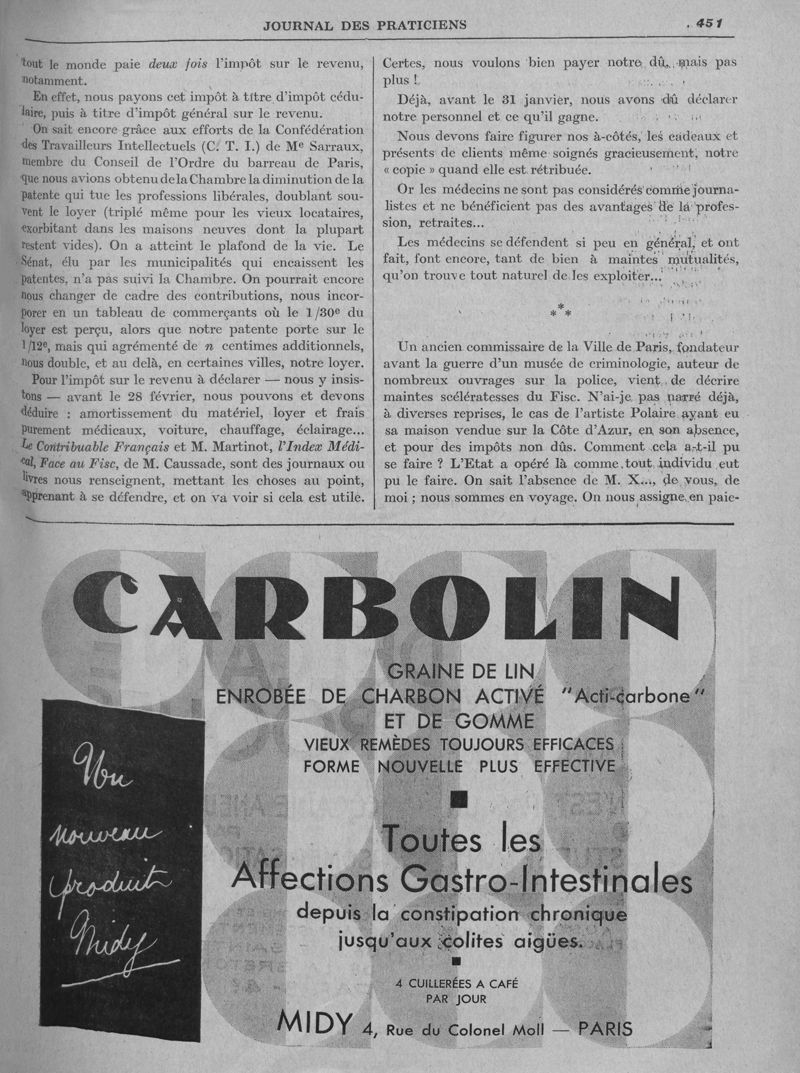 JOURNAL DES PRATICIENS
451
tout le monde paie deux fois l'impôt sur le revenu,
notamment.
En effet, nous payons cet impôt à titre d'impôt cédu-
laire, puis à titre d'impôt général sur le revenu.
On sait encore grâce aux efforts de la Confédération
des Travailleurs Intellectuels (C. T. I.) de Me Sarraux,
membre du Conseil de l'Ordre du barreau de Paris,
que nous avions obtenu de la Chambre la diminution de la
patente qui tue les professions libérales, doublant sou-
vent le loyer (triplé même pour les vieux locataires,
exorbitant dans les maisons neuves dont la plupart
restent vides). On a atteint le plafond de la vie. Le
Sénat, élu par les municipalités qui encaissent les
patentes, n'a pas suivi la Chambre. On pourrait encore
nous changer de cadre des contributions, nous incor-
porer en un tableau de commerçants où le 1/30e du
loyer est perçu, alors que notre patente porte sur le
1/12e, mais qui agrémenté de n centimes additionnels,
nous double, et au delà, en certaines villes, notre loyer.
Pour l'impôt sur le revenu à déclarer — nous y insis-
tons — avant le 28 février, nous pouvons et devons
déduire : amortissement du matériel, loyer et frais
purement médicaux, voiture, chauffage, éclairage...
Le Contribuable Français et M. Martinot, l'Index Médi-
cal, Face au Fisc, de M. Caussade, sont des journaux ou
livres nous renseignent, mettant les choses au point,
apprenant à se défendre, et on va voir si cela est utile.
Certes, nous voulons bien payer notre dû, mais pas
plus !
Déjà, avant le 31 janvier, nous avons dû déclarer
notre personnel et ce qu'il gagne.
Nous devons faire figurer nos à-côtés, les cadeaux et
présents de clients même soignés gracieusement, notre
« copie » quand elle est rétribuée.
Or les médecins ne sont pas considérés comme journa-
listes et ne bénéficient pas des avantages de la profes-
sion, retraites...
Les médecins se défendent si peu en général, et ont
fait, font encore, tant de bien à maintes mutualités,
qu'on trouve tout naturel de les exploiter...
*
* *
Un ancien commissaire de la Ville de Paris, fondateur
avant la guerre d'un musée de criminologie, auteur de
nombreux ouvrages sur la police, vient de décrire
maintes scélératesses du Fisc. N'ai-je pas narré déjà,
à diverses reprises, le cas de l'artiste Polaire ayant eu
sa maison vendue sur la Côte d'Azur, en son absence,
et pour des impôts non dûs. Comment cela a-t-il pu
se faire ? L'Etat a opéré là comme tout individu eut
pu le faire. On sait l'absence de M. X..., de vous, de
moi ; nous sommes en voyage. On nous assigne en paie-
CARBOLIN
GRAINE DE LIN
ENROBÉE DE CHARBON ACTIVÉ "Acti-carbone"
ET DE GOMME
VIEUX REMÈDES TOUJOURS EFFICACES
FORME NOUVELLE PLUS EFFECTIVE
Un
nouveau
produit
Midy
Toutes les
Affections Gastro-Intestinales
depuis la constipation chronique
jusqu'aux colites aigües.
4 CUILLERÉES A CAFÉ
PAR JOUR
MIDY 4, Rue du Colonel Moll — PARIS